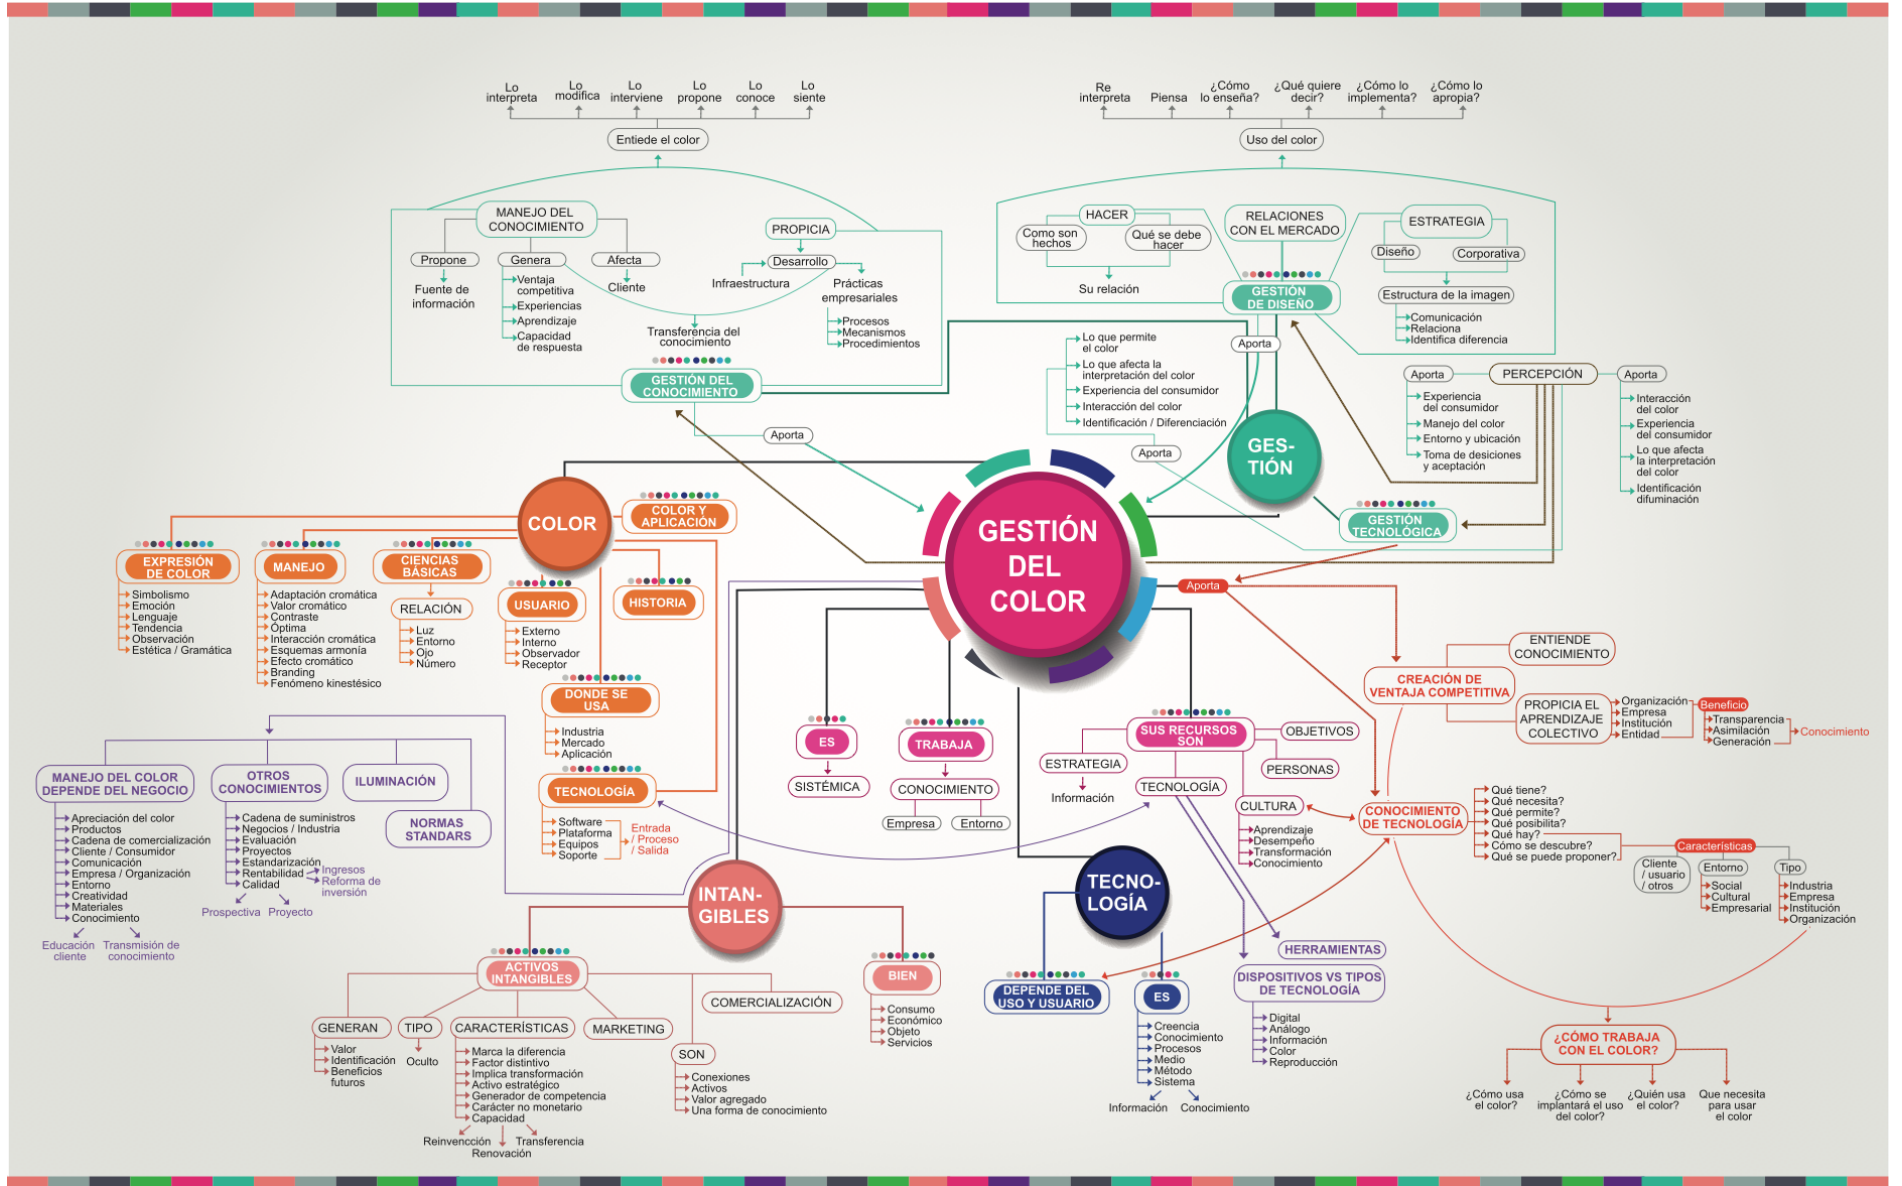 Lo
interpreta
Lo
modifica
Lo
interviene
Lo
propone
Lo
conoce
Lo
siente
Entiede el color
Re
interpreta
Piensa
¿Cómo
lo enseña?
¿Qué quiere
decir?
¿Cómo lo
implementa?
¿Cómo lo
apropia?
Uso del color
MANEJO DEL
CONOCIMIENTO
Propone
Fuente de
información
Genera
Ventaja
competitiva
Experiencias
Aprendizaje
Capacidad
de respuesta
Afecta
Cliente
PROPICIA
Desarrollo
Infraestructura
Prácticas
empresariales
Procesos
Mecanismos
Procedimientos
Transferencia del
conocimiento
GESTIÓN DEL
CONOCIMIENTO
Aporta
HACER
Como son
hechos
Qué se debe
hacer
Su relación
RELACIONES
CON EL MERCADO
ESTRATEGIA
Diseño
Corporativa
Estructura de la imagen
Comunicación
Relaciona
Identifica diferencia
GESTIÓN
DE DISEÑO
Aporta
Lo que permite
el color
Lo que afecta la
interpretación del color
Experiencia del consumidor
Interacción del color
Identificación / Diferenciación
Aporta
PERCEPCIÓN
Aporta
Experiencia
del consumidor
Manejo del color
Entorno y ubicación
Toma de desiciones
y aceptación
Aporta
Interacción
del color
Experiencia
del consumidor
Lo que afecta
la interpretación
del color
Identificación
difuminación
GES-
TIÓN
GESTIÓN
TECNOLÓGICA
GESTIÓN
DEL
COLOR
COLOR
COLOR Y
APLICACIÓN
EXPRESIÓN
DE COLOR
Simbolismo
Emoción
Lenguaje
Tendencia
Observación
Estética / Gramática
MANEJO
Adaptación cromática
Valor cromático
Contraste
Óptima
Interacción cromática
Esquemas armonía
Efecto cromático
Branding
Fenómeno kinestésico
CIENCIAS
BÁSICAS
RELACIÓN
Luz
Entorno
Ojo
Número
USUARIO
Externo
Interno
Observador
Receptor
HISTORIA
DONDE SE
USA
Industria
Mercado
Aplicación
TECNOLOGÍA
Software
Plataforma
Equipos
Soporte
Entrada
/ Proceso
/ Salida
Aporta
ENTIENDE
CONOCIMIENTO
CREACIÓN DE
VENTAJA COMPETITIVA
PROPICIA EL
APRENDIZAJE
COLECTIVO
Organización
Empresa
Institución
Entidad
Beneficio
Transparencia
Asimilación
Generación
Conocimiento
ES
SISTÉMICA
TRABAJA
CONOCIMIENTO
Empresa
Entorno
SUS RECURSOS
SON
OBJETIVOS
PERSONAS
ESTRATEGIA
Información
TECNOLOGÍA
CULTURA
Aprendizaje
Desempeño
Transformación
Conocimiento
CONOCIMIENTO
DE TECNOLOGÍA
Qué tiene?
Qué necesita?
Qué permite?
Qué posibilita?
Qué hay?
Cómo se descubre?
Qué se puede proponer?
Características
Cliente
/ usuario
/ otros
Entorno
Social
Cultural
Empresarial
Tipo
Industria
Empresa
Institución
Organización
MANEJO DEL COLOR
DEPENDE DEL NEGOCIO
Apreciación del color
Productos
Cadena de comercialización
Cliente / Consumidor
Comunicación
Empresa / Organización
Entorno
Creatividad
Materiales
Conocimiento
Educación
cliente
Transmisión de
conocimiento
OTROS
CONOCIMIENTOS
Cadena de suministros
Negocios / Industria
Evaluación
Proyectos
Estandarización
Rentabilidad
Calidad
Ingresos
Reforma de
inversión
Prospectiva
Proyecto
ILUMINACIÓN
NORMAS
STANDARS
INTAN-
GIBLES
TECNO-
LOGÍA
ACTIVOS
INTANGIBLES
GENERAN
Valor
Identificación
Beneficios
futuros
TIPO
Oculto
CARACTERÍSTICAS
Marca la diferencia
Factor distintivo
Implica transformación
Activo estratégico
Generador de competencia
Carácter no monetario
Capacidad
Reinvencción
Renovación
Transferencia
MARKETING
SON
Conexiones
Activos
Valor agregado
Una forma de conocimiento
COMERCIALIZACIÓN
BIEN
Consumo
Económico
Objeto
Servicios
DEPENDE DEL
USO Y USUARIO
ES
Creencia
Conocimiento
Procesos
Medio
Método
Sistema
Información
Conocimiento
HERRAMIENTAS
DISPOSITIVOS VS TIPOS
DE TECNOLOGÍA
Digital
Análogo
Información
Color
Reproducción
¿CÓMO TRABAJA
CON EL COLOR?
¿Cómo usa
el color?
¿Cómo se
implantará el uso
del color?
¿Quién usa
el color?
Que necesita
para usar
el color